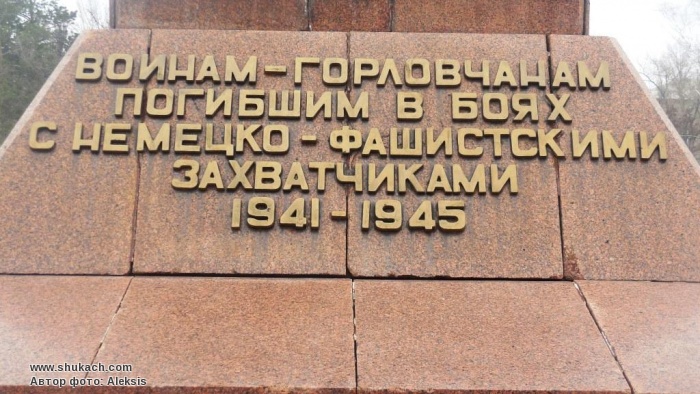 ВОИНАМ-ГОРЛОВЧАНАМ
ПОГИБШИМ В БОЯХ
С НЕМЕЦКО-ФАШИСТСКИМИ
ЗАХВАТЧИКАМИ
1941-1945
www.shukach.com
Автор фото: Aleksis